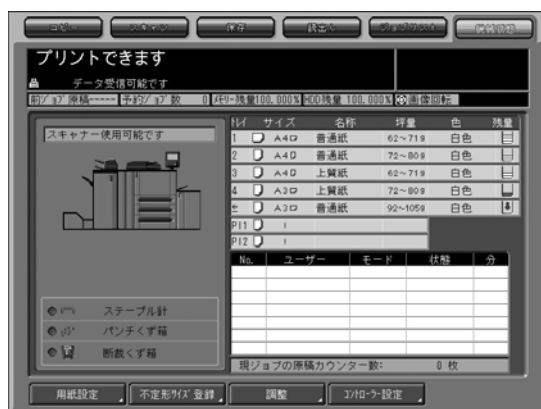 コピー スキャン 保存 読出し ジョブリスト 機械状態
プリントできます
データ受信可能です
前ジョブ原稿----- 予約ジョブ数 0 メモリー残量100.000% HDD残量 100.000% 画像回転
スキャナー使用可能です
トレイ サイズ 名称 坪量 色 残量
1 A4 普通紙 62~71g 白色
2 A4 普通紙 72~80g 白色
3 A4 上質紙 62~71g 白色
4 A3 上質紙 72~80g 白色
A3 普通紙 92~105g 白色
PI1
PI2
No. ユーザー モード 状態 分
ステープル針
パンチくず箱
断裁くず箱
現ジョブの原稿カウンター数: 0 枚
用紙設定 不定形サイズ登録 調整 コントローラー設定